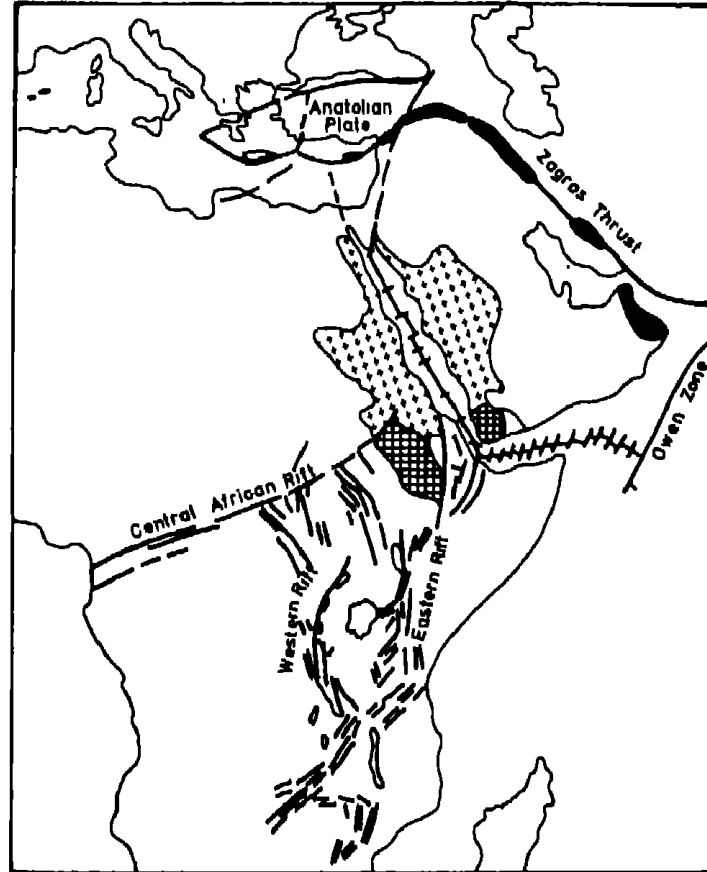 Anatolian
Plate
Zagros Thrust
Owen Zone
Central African Rift
Western Rift
Eastern Rift